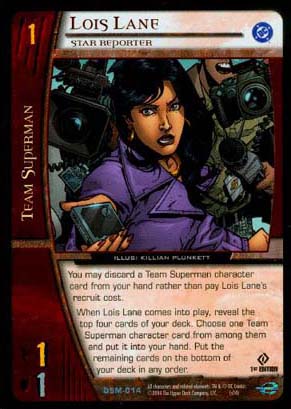 1
LOIS LANE
STAR REPORTER
DC
TEAM SUPERMAN
ILLUS: KILLIAN PLUNKETT
You may discard a Team Superman character
card from your hand rather than pay Lois Lane's
recruit cost.
When Lois Lane comes into play, reveal the
top four cards of your deck. Choose one Team
Superman character card from among them
and put it into your hand. Put the
remaining cards on the bottom of
your deck in any order.
1
1
1ST EDITION
DSM-014